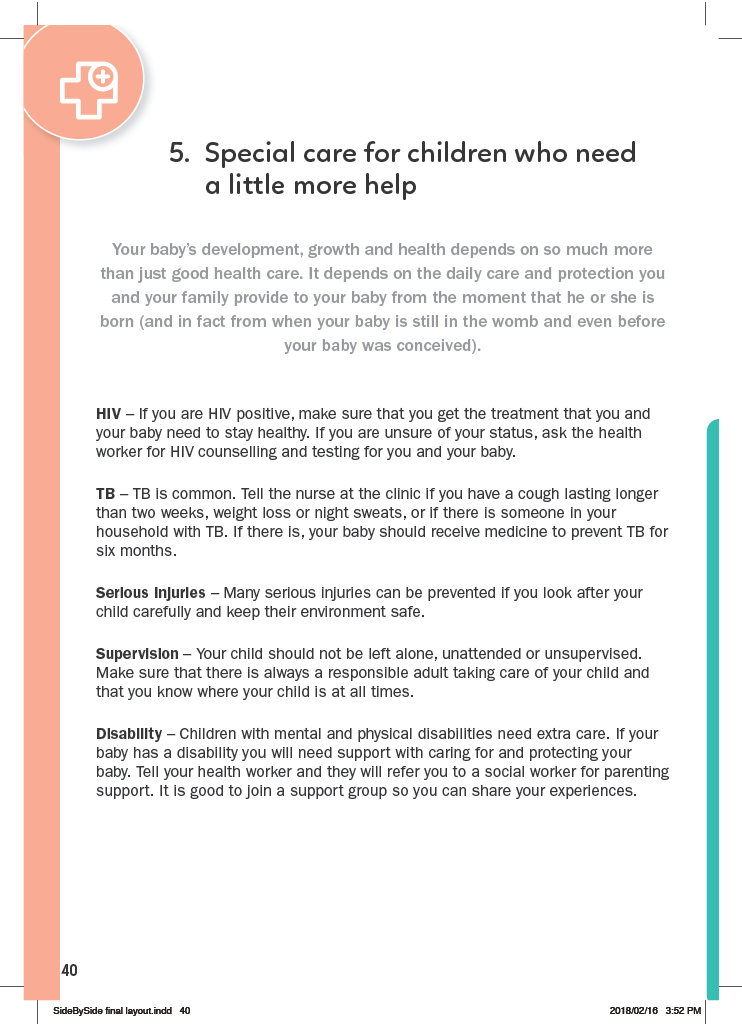 5. Special care for children who need
a little more help
Your baby's development, growth and health depends on so much more
than just good health care. It depends on the daily care and protection you
and your family provide to your baby from the moment that he or she is
born (and in fact from when your baby is still in the womb and even before
your baby was conceived).
HIV – If you are HIV positive, make sure that you get the treatment that you and
your baby need to stay healthy. If you are unsure of your status, ask the health
worker for HIV counselling and testing for you and your baby.
TB – TB is common. Tell the nurse at the clinic if you have a cough lasting longer
than two weeks, weight loss or night sweats, or if there is someone in your
household with TB. If there is, your baby should receive medicine to prevent TB for
six months.
Serious Injuries – Many serious injuries can be prevented if you look after your
child carefully and keep their environment safe.
Supervision – Your child should not be left alone, unattended or unsupervised.
Make sure that there is always a responsible adult taking care of your child and
that you know where your child is at all times.
Disability – Children with mental and physical disabilities need extra care. If your
baby has a disability you will need support with caring for and protecting your
baby. Tell your health worker and they will refer you to a social worker for parenting
support. It is good to join a support group so you can share your experiences.
40
SideBySide final layout.indd 40
2018/02/16 3:52 PM